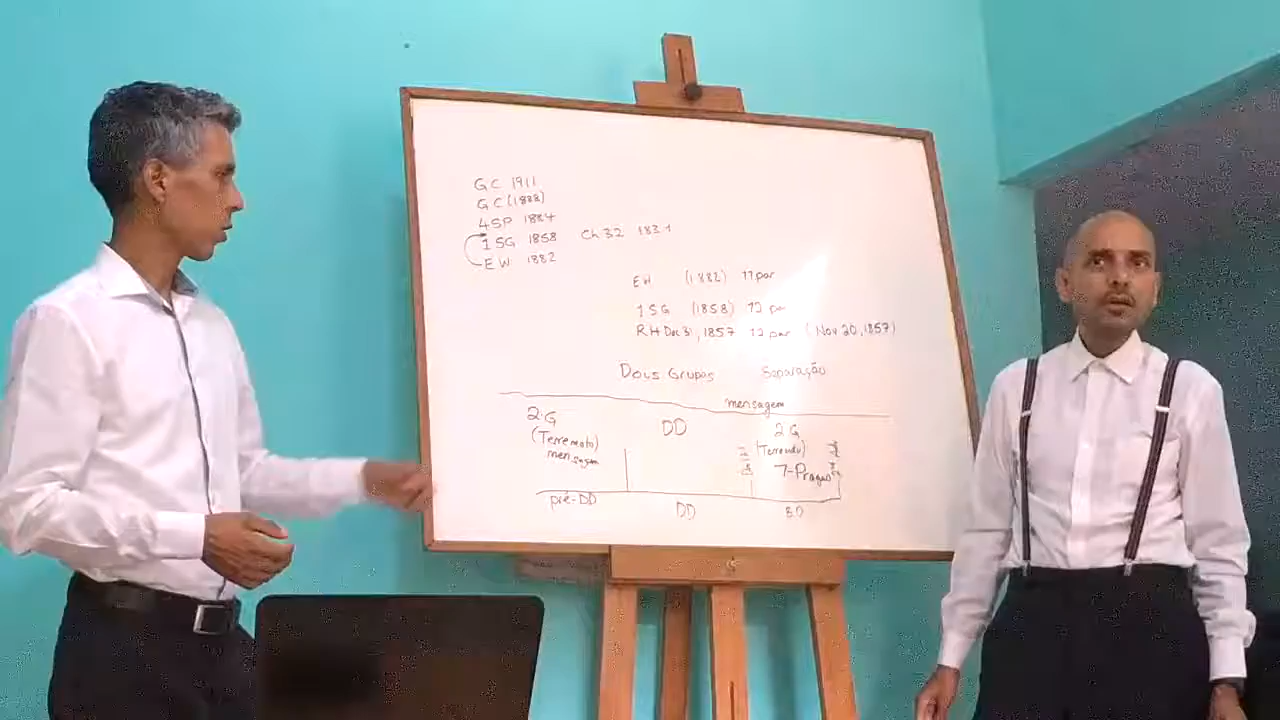 GC 1911
GC (1888)
4SP 1884
1SG 1858 Ch 32 1831
EW 1882
EW (1882) 11 par
1SG (1858) 12 par
RH Dec 31, 1857 12 par (Nov 20, 1857)
Dois Grupos Separação
mensagem
2 G DD 2 G
(Terremoto) (Terremoto)
mensagem 7-Pragas
pré-DD DD